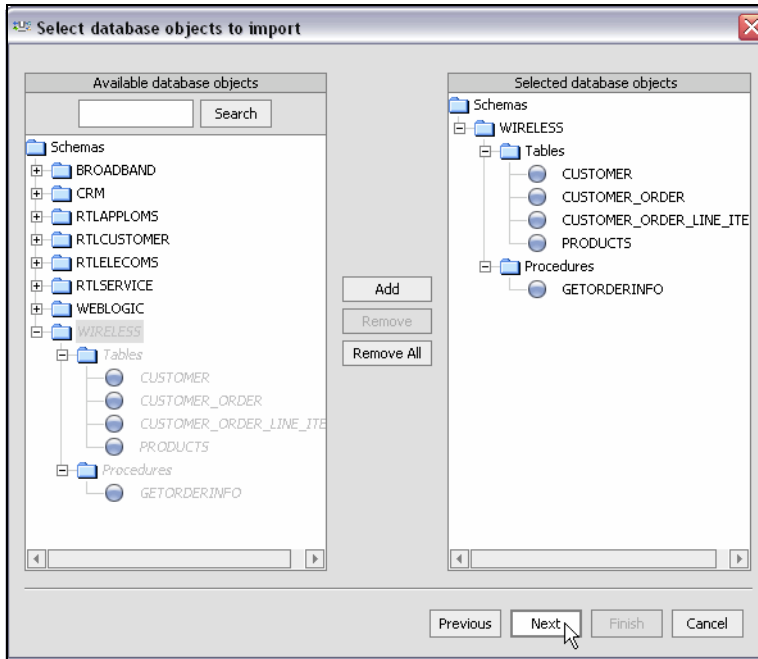 Select database objects to import
Available database objects
Search
Schemas
BROADBAND
CRM
RTLAPPLOMS
RTLCUSTOMER
RTLELECOMS
RTLSERVICE
WEBLOGIC
WIRELESS
Tables
CUSTOMER
CUSTOMER_ORDER
CUSTOMER_ORDER_LINE_ITE
PRODUCTS
Procedures
GETORDERINFO
Add
Remove
Remove All
Selected database objects
Schemas
WIRELESS
Tables
CUSTOMER
CUSTOMER_ORDER
CUSTOMER_ORDER_LINE_ITE
PRODUCTS
Procedures
GETORDERINFO
Previous Next Finish Cancel